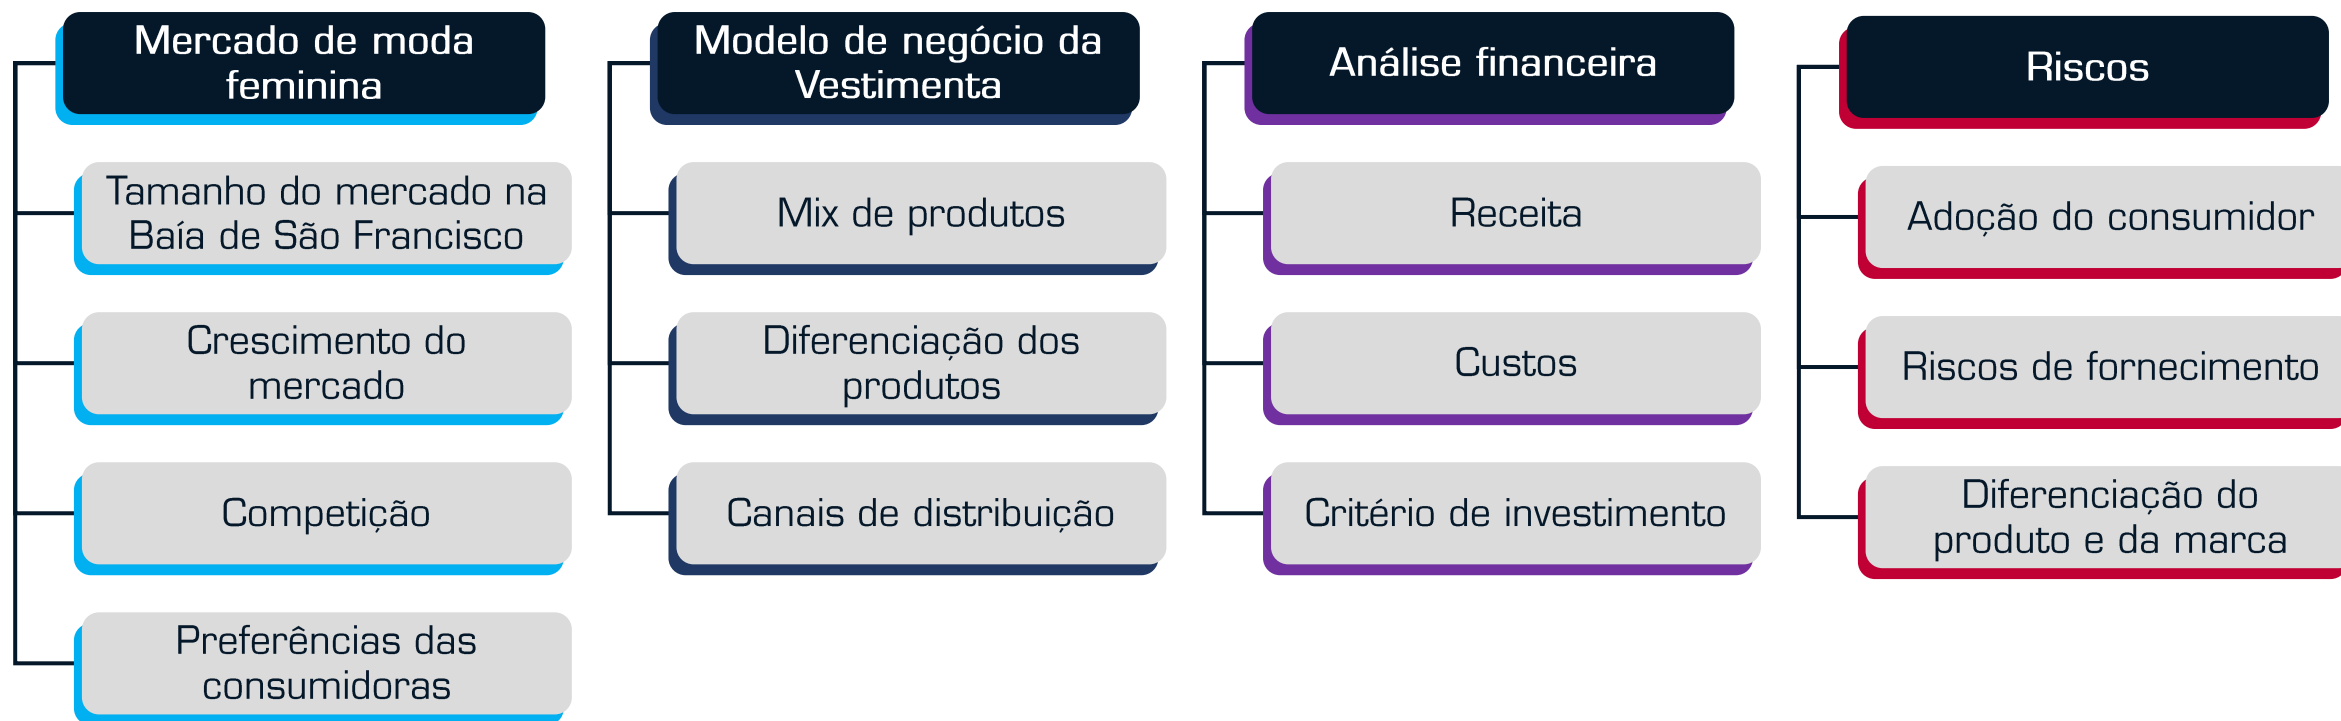 Mercado de moda
feminina
Tamanho do mercado na
Baía de São Francisco
Crescimento do
mercado
Competição
Preferências das
consumidoras
Modelo de negócio da
Vestimenta
Mix de produtos
Diferenciação dos
produtos
Canais de distribuição
Análise financeira
Receita
Custos
Critério de investimento
Riscos
Adoção do consumidor
Riscos de fornecimento
Diferenciação do
produto e da marca